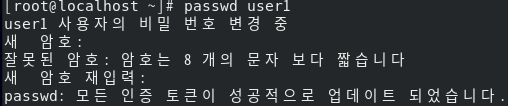 [root@localhost ~]# passwd user1
user1 사용자의 비밀 번호 변경 중
새 암호:
잘못된 암호: 암호는 8 개의 문자 보다 짧습니다
새 암호 재입력:
passwd: 모든 인증 토큰이 성공적으로 업데이트 되었습니다.